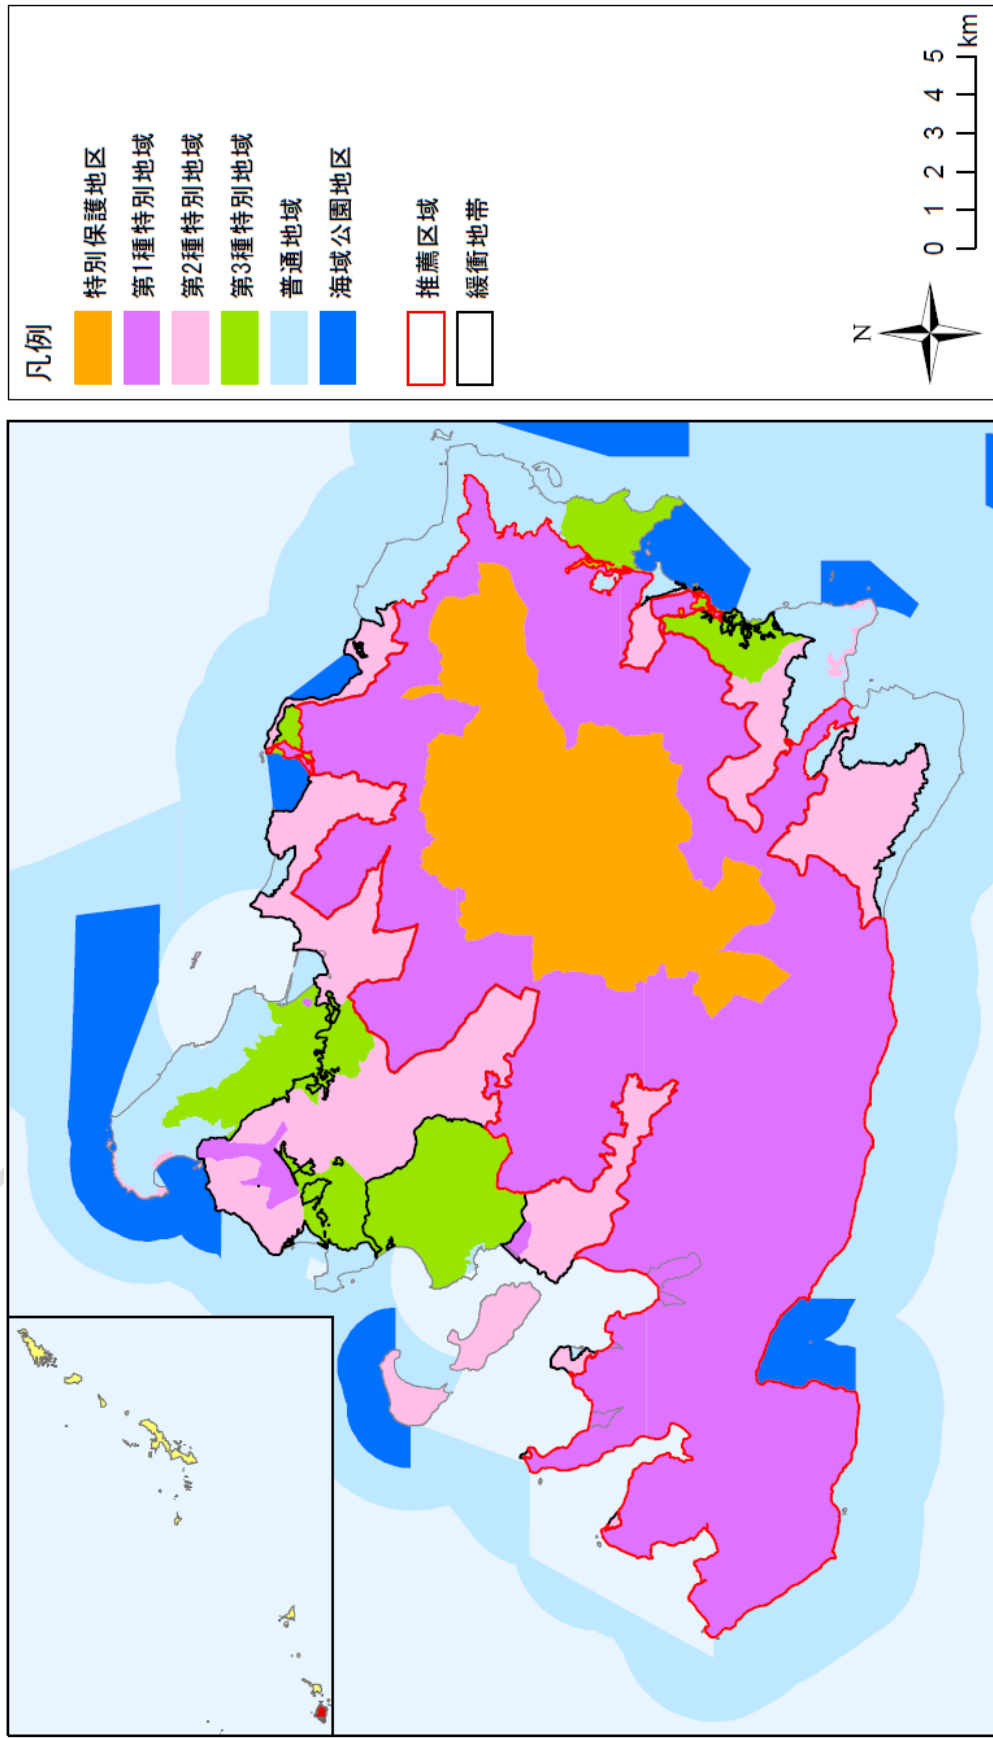 凡例
特別保護地区
第1種特別地域
第2種特別地域
第3種特別地域
普通地域
海域公園地区
推薦区域
緩衝地帯
N
0 1 2 3 4 5
km